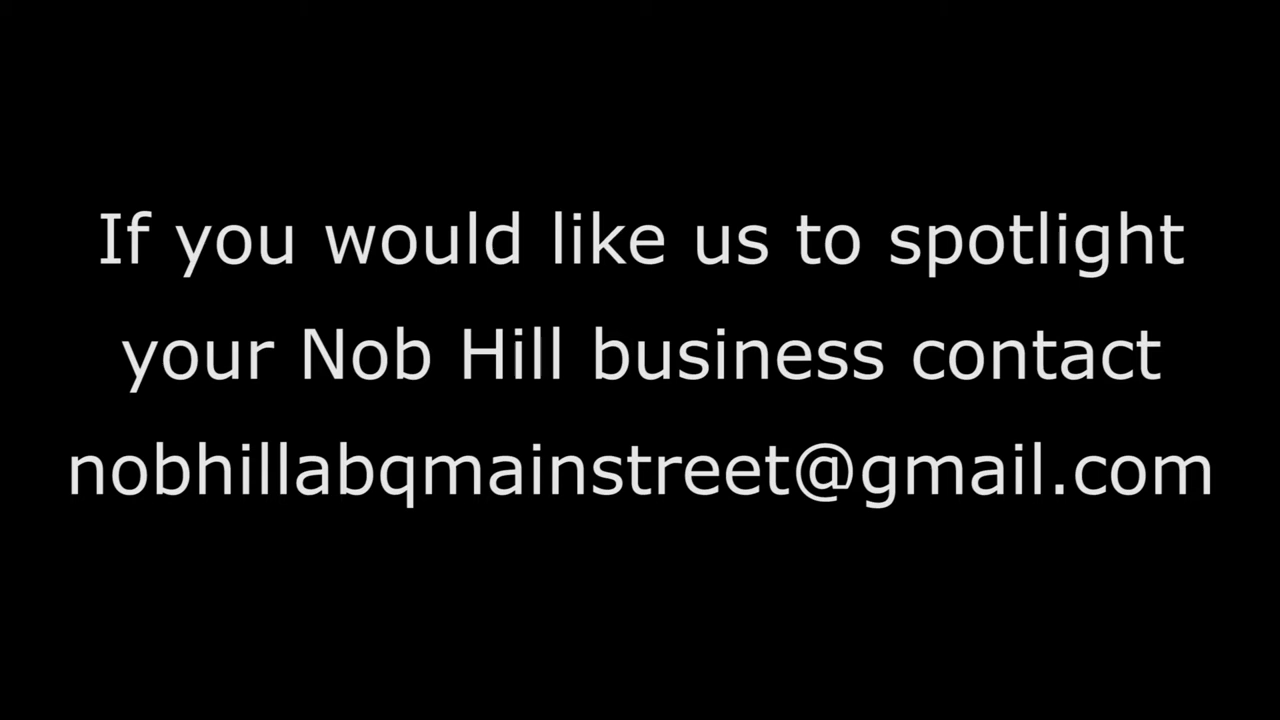 If you would like us to spotlight
your Nob Hill business contact
nobhillabqmainstreet@gmail.com